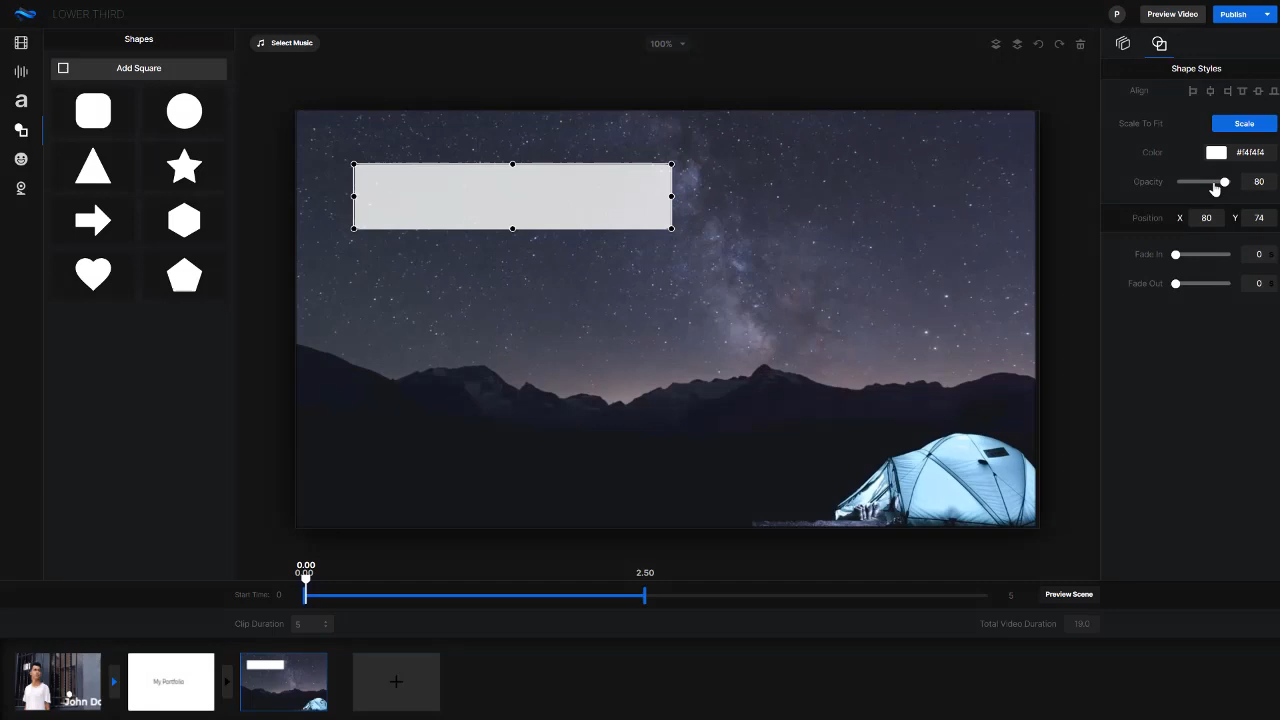 LOWER THIRD
P
Preview Video
Publish
Shapes
Select Music
100%
Add Square
Shape Styles
Align
Scale To Fit
Scale
Color
#f4f4f4
Opacity
80
Position
X
80
Y
74
Fade In
0
Fade Out
0
0.00
0.00
2.50
Start Time:
0
5
Preview Scene
Clip Duration
5
Total Video Duration
19.0
John Do
My Portfolio